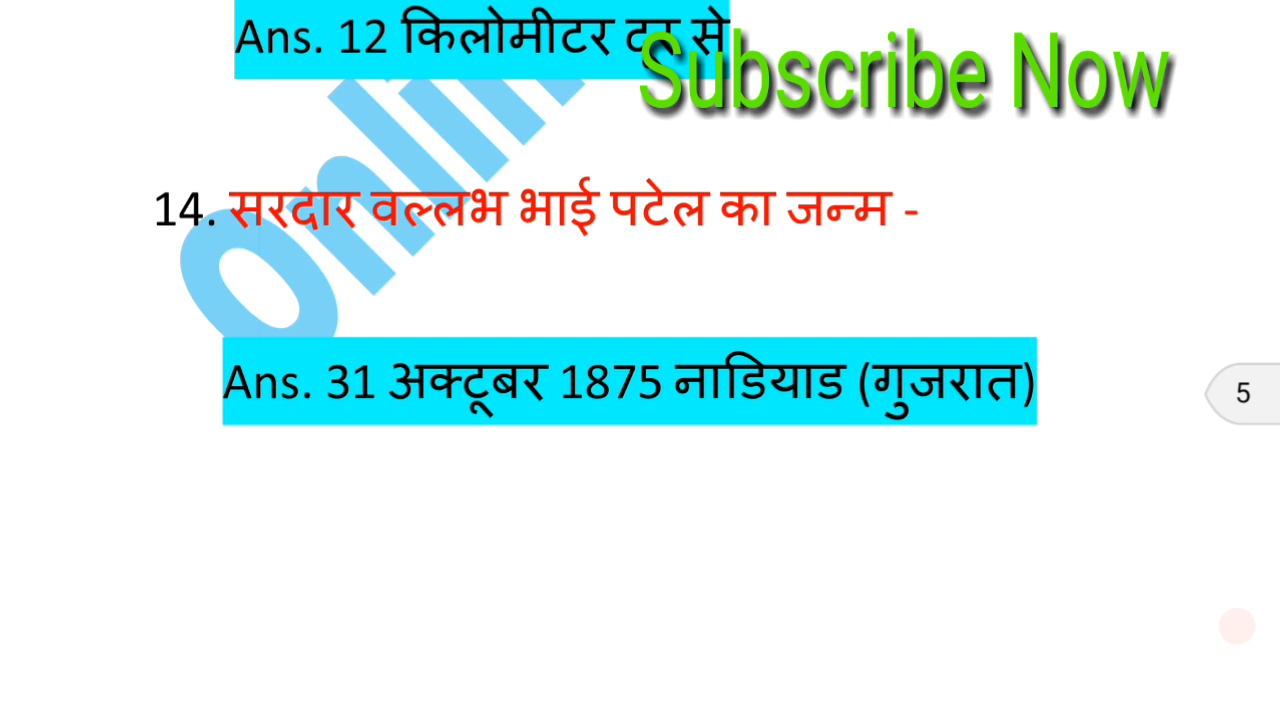 Ans. 12 किलोमीटर से
Subscribe Now
14. सरदार वल्लभ भाई पटेल का जन्म -
Ans. 31 अक्टूबर 1875 नाडियाड (गुजरात)
5